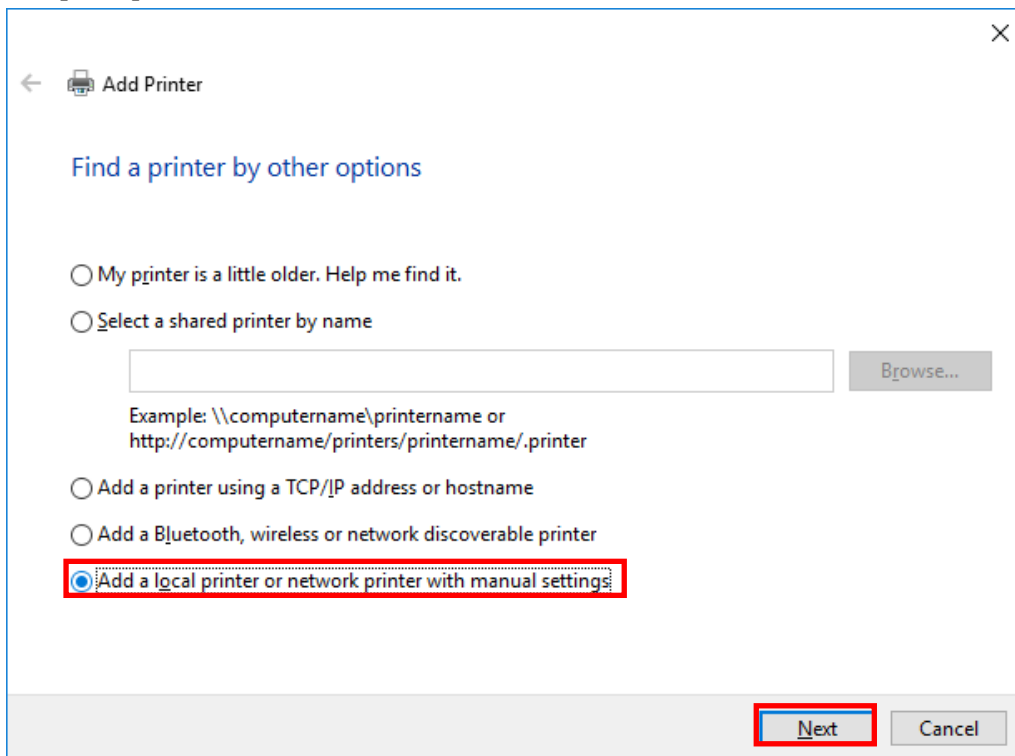 Add Printer
Find a printer by other options
My printer is a little older. Help me find it.
Select a shared printer by name
Browse...
Example: \\computername\printername or
http://computername/printers/printername/.printer
Add a printer using a TCP/IP address or hostname
Add a Bluetooth, wireless or network discoverable printer
Add a local printer or network printer with manual settings
Next Cancel